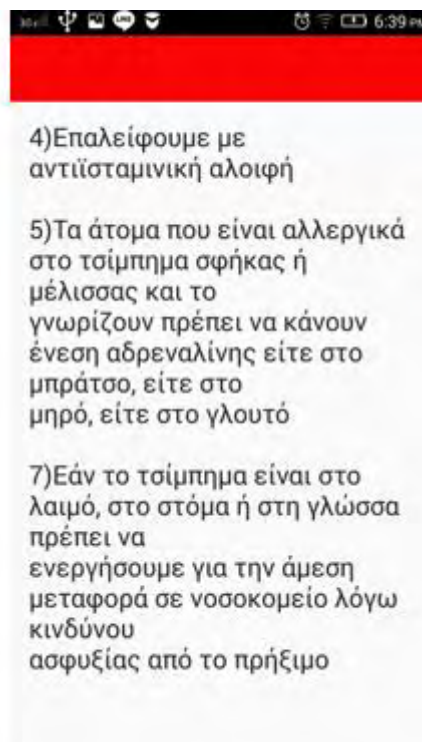 6:39 PM
4)Επαλείφουμε με
αντιϊσταμινική αλοιφή
5)Τα άτομα που είναι αλλεργικά
στο τσίμπημα σφήκας ή
μέλισσας και το
γνωρίζουν πρέπει να κάνουν
ένεση αδρεναλίνης είτε στο
μπράτσο, είτε στο
μηρό, είτε στο γλουτό
7)Εάν το τσίμπημα είναι στο
λαιμό, στο στόμα ή στη γλώσσα
πρέπει να
ενεργήσουμε για την άμεση
μεταφορά σε νοσοκομείο λόγω
κινδύνου
ασφυξίας από το πρήξιμο